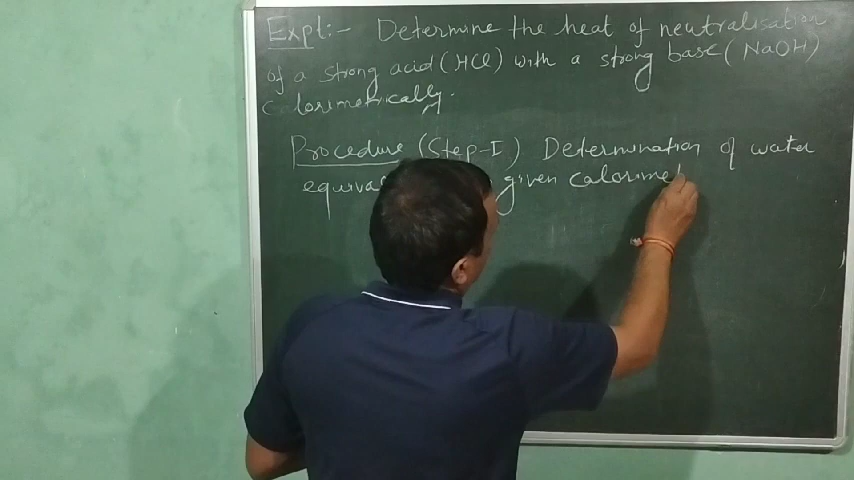 Expt:- Determine the heat of neutralisation
of a strong acid (HCl) with a strong base (NaOH)
Calorimetrically.
Procedure (Step-I) Determination of water
given calorime